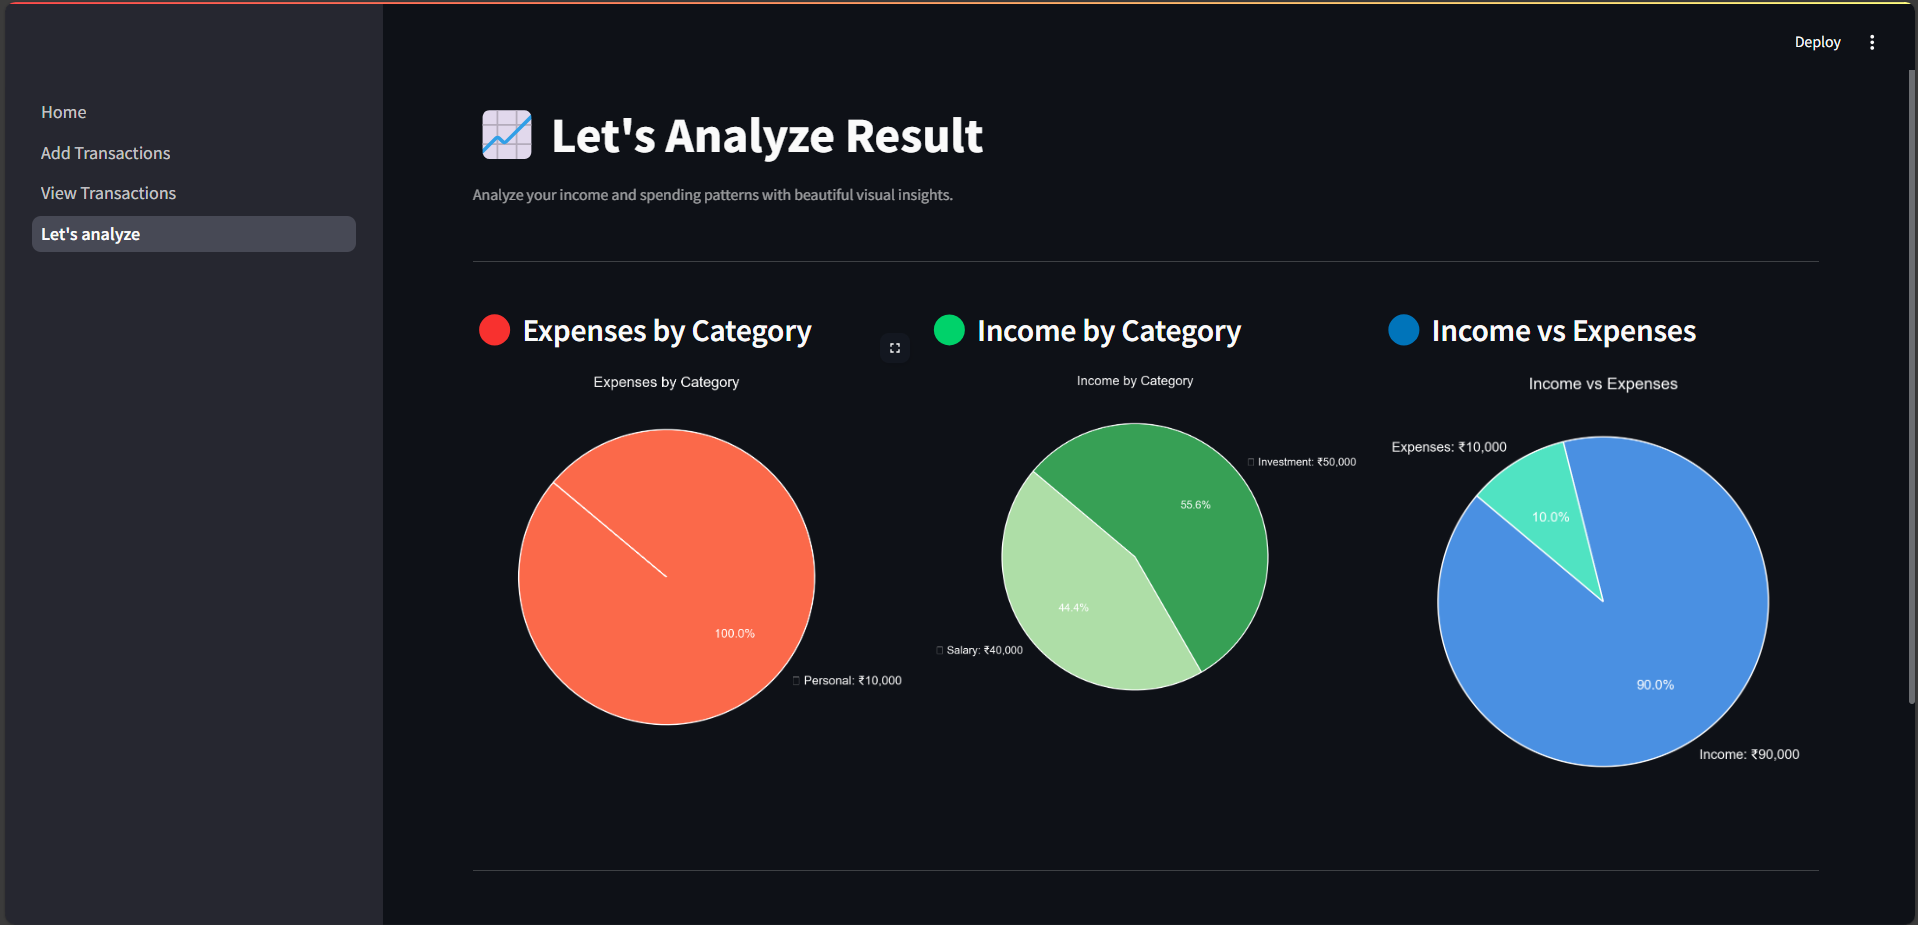 Deploy
Home
Add Transactions
View Transactions
Let's analyze
Let's Analyze Result
Analyze your income and spending patterns with beautiful visual insights.
Expenses by Category
Expenses by Category
100.0%
Personal: ₹10,000
Income by Category
Income by Category
Investment: ₹50,000
55.6%
44.4%
Salary: ₹40,000
Income vs Expenses
Income vs Expenses
Expenses: ₹10,000
10.0%
90.0%
Income: ₹90,000